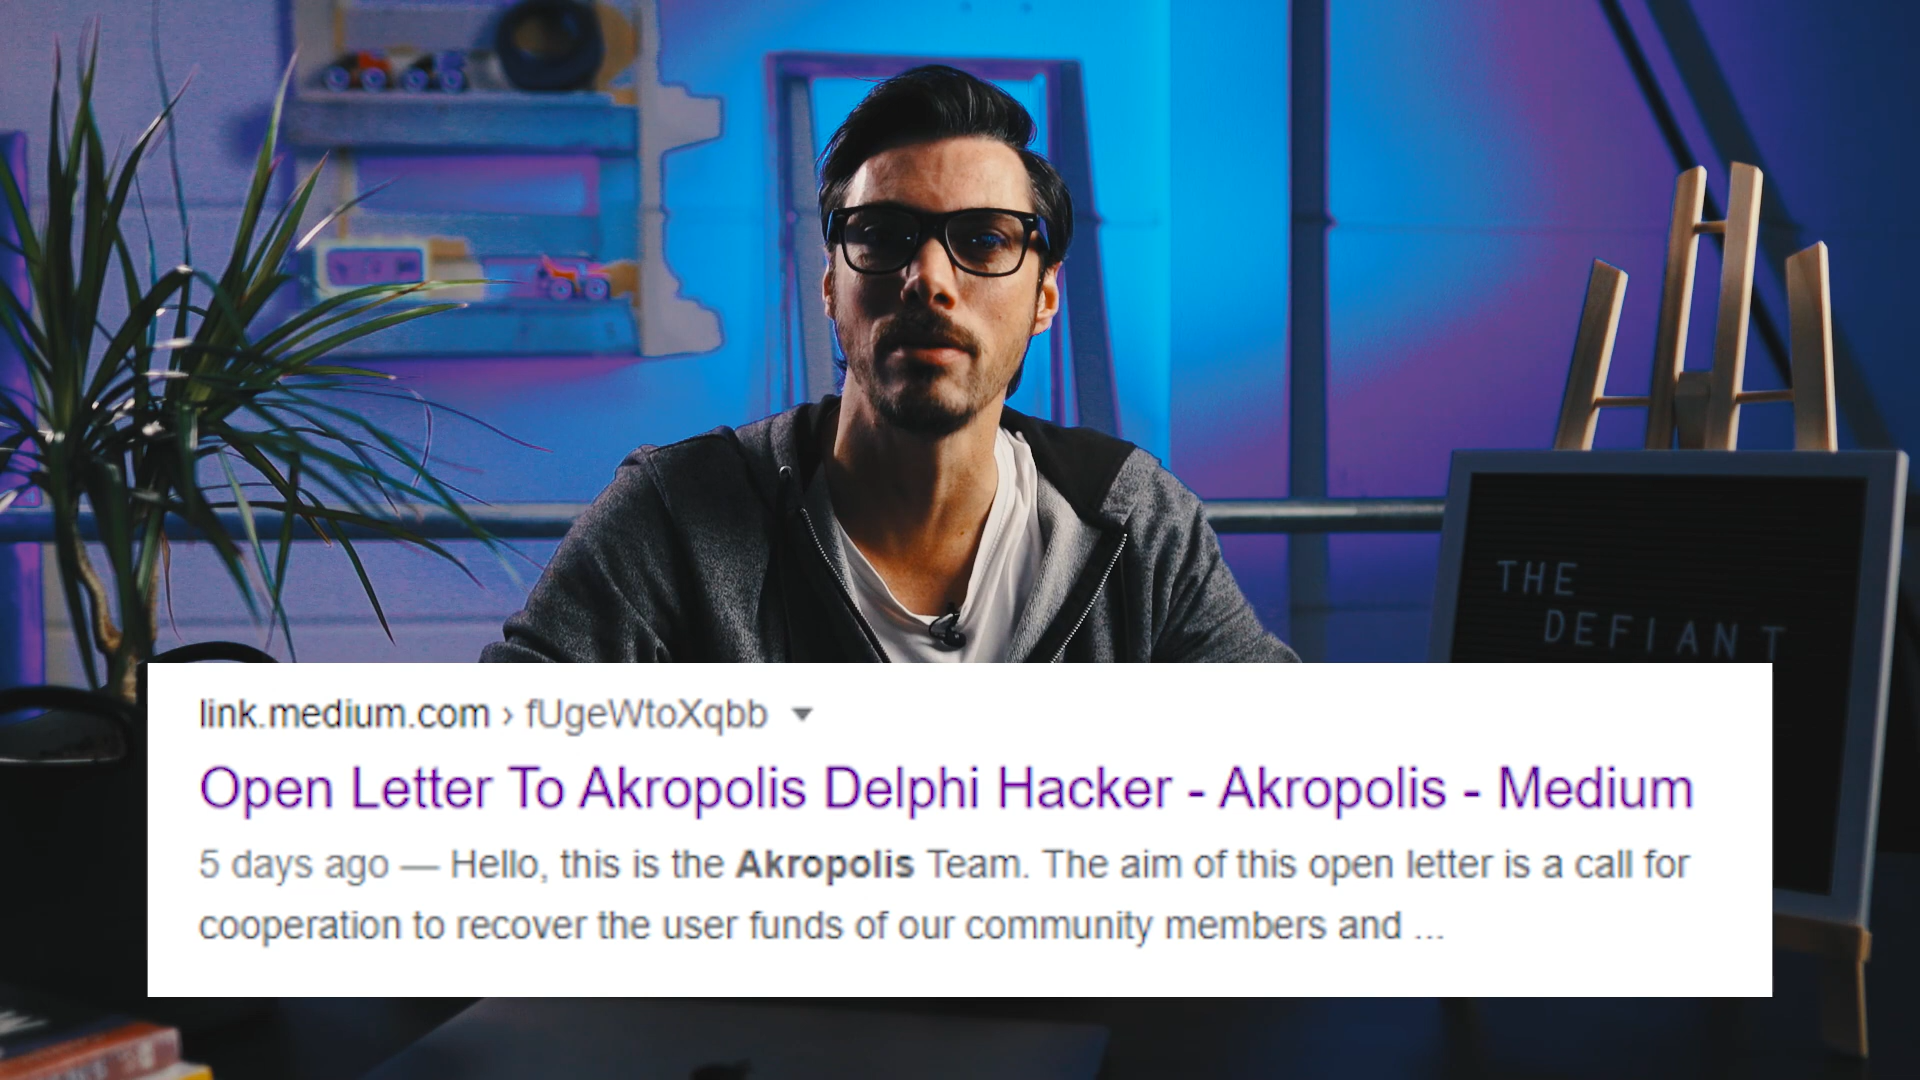 THE
DEFIANT
link.medium.com › fUgeWtoXqbb
Open Letter To Akropolis Delphi Hacker - Akropolis - Medium
5 days ago — Hello, this is the Akropolis Team. The aim of this open letter is a call for
cooperation to recover the user funds of our community members and ...